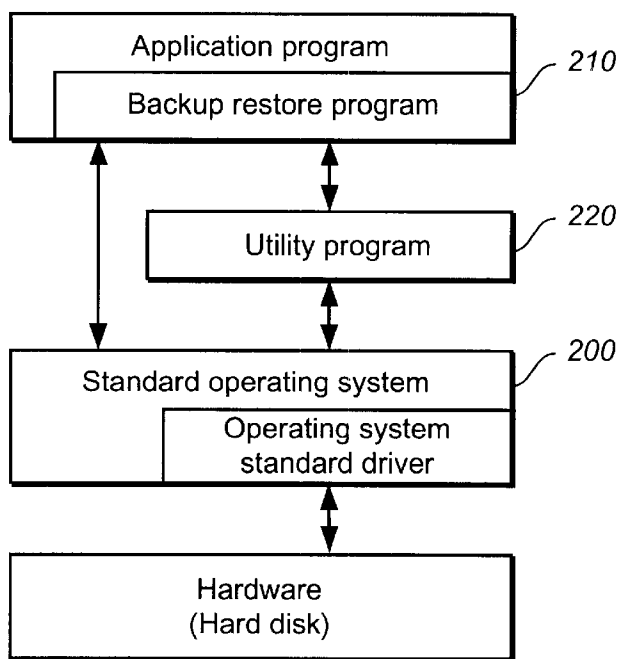 Application program
210
Backup restore program
220
Utility program
200
Standard operating system
Operating system
standard driver
Hardware
(Hard disk)